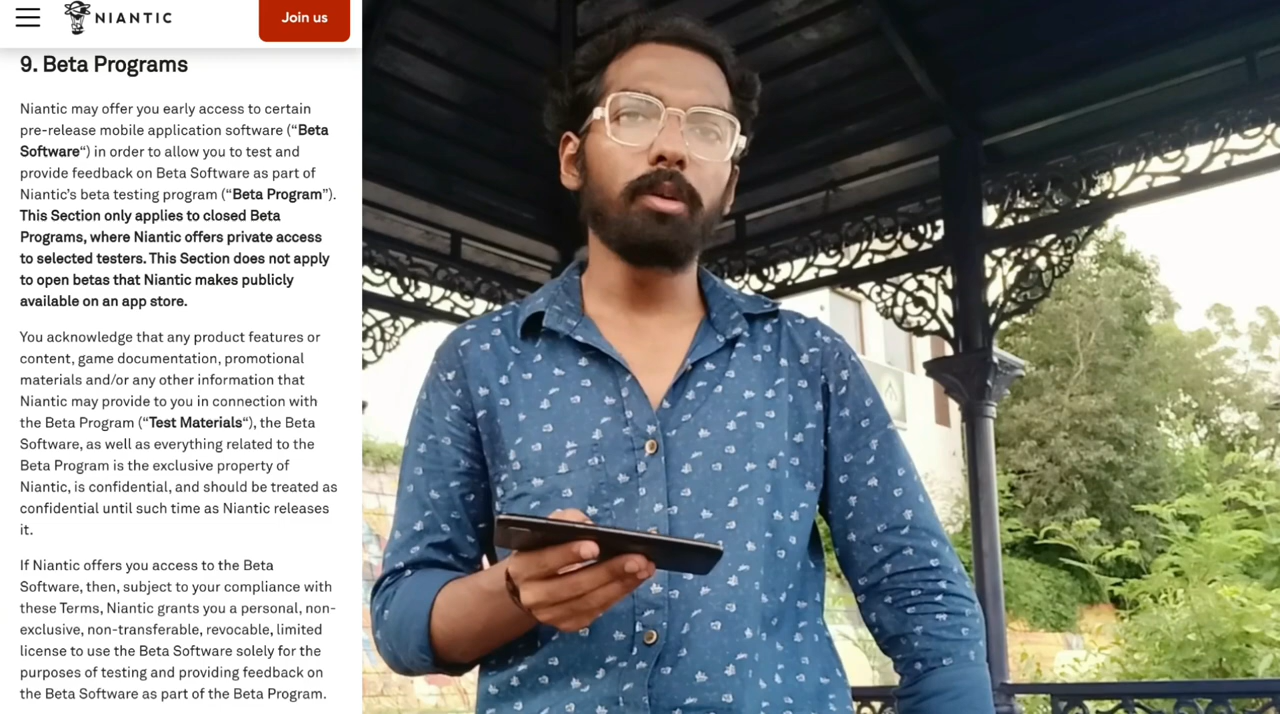 NIANTIC
Join us
9. Beta Programs
Niantic may offer you early access to certain
pre-release mobile application software (“Beta
Software“) in order to allow you to test and
provide feedback on Beta Software as part of
Niantic’s beta testing program (“Beta Program”).
This Section only applies to closed Beta
Programs, where Niantic offers private access
to selected testers. This Section does not apply
to open betas that Niantic makes publicly
available on an app store.
You acknowledge that any product features or
content, game documentation, promotional
materials and/or any other information that
Niantic may provide to you in connection with
the Beta Program (“Test Materials“), the Beta
Software, as well as everything related to the
Beta Program is the exclusive property of
Niantic, is confidential, and should be treated as
confidential until such time as Niantic releases
it.
If Niantic offers you access to the Beta
Software, then, subject to your compliance with
these Terms, Niantic grants you a personal, non-
exclusive, non-transferable, revocable, limited
license to use the Beta Software solely for the
purposes of testing and providing feedback on
the Beta Software as part of the Beta Program.